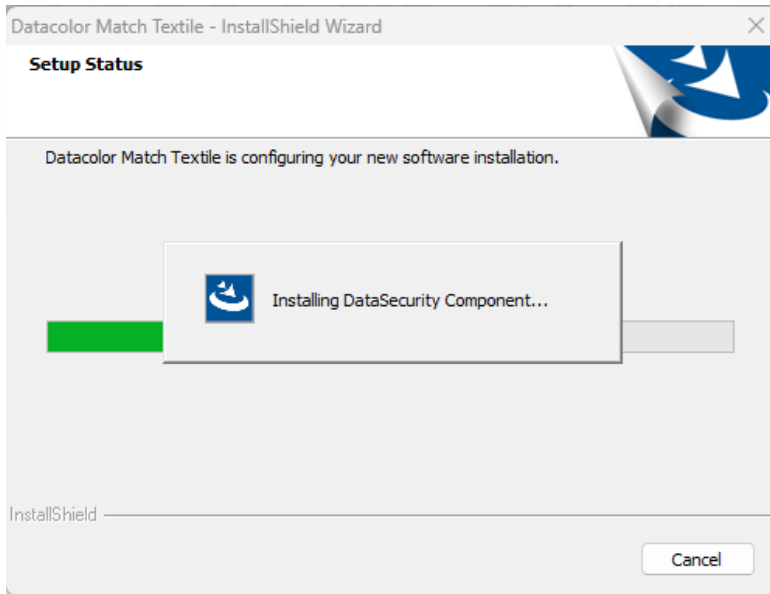 Datacolor Match Textile - InstallShield Wizard
Setup Status
Datacolor Match Textile is configuring your new software installation.
Installing DataSecurity Component...
InstallShield
Cancel